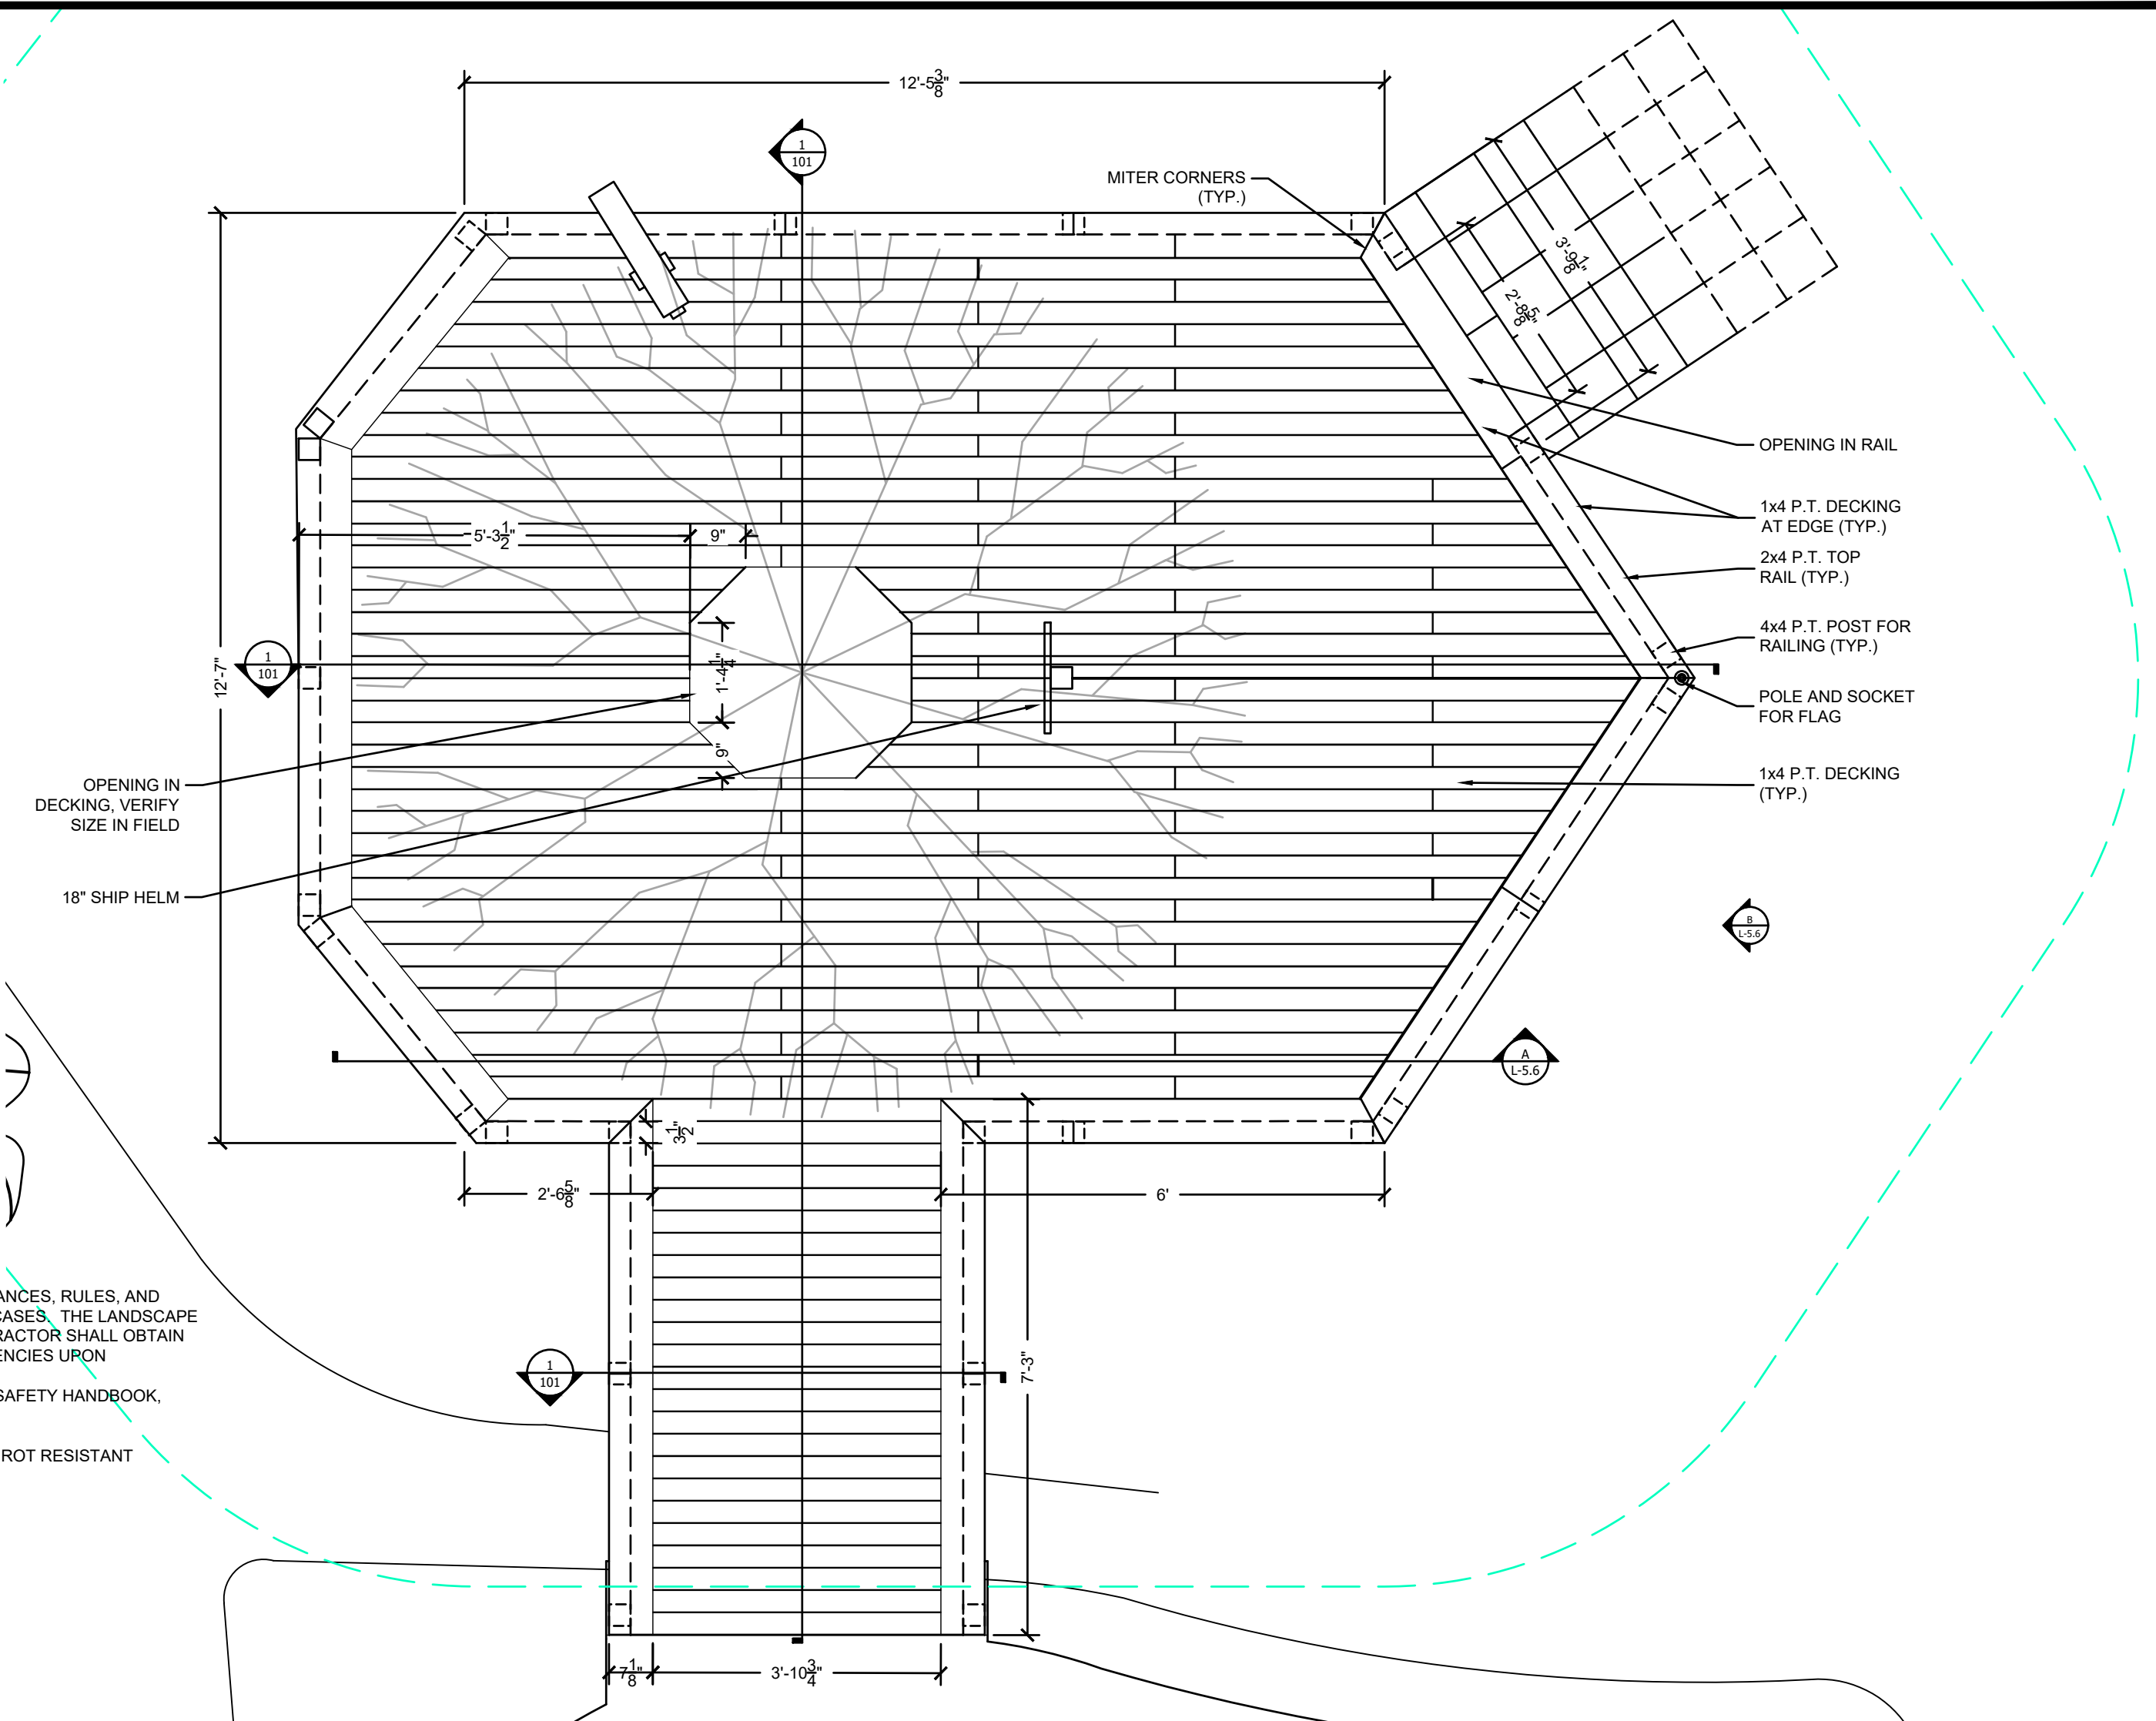 12'-5 3/8"
1
101
MITER CORNERS
(TYP.)
3'-9 1/8"
2'-8 5/8"
OPENING IN RAIL
1x4 P.T. DECKING
AT EDGE (TYP.)
2x4 P.T. TOP
RAIL (TYP.)
4x4 P.T. POST FOR
RAILING (TYP.)
POLE AND SOCKET
FOR FLAG
1x4 P.T. DECKING
(TYP.)
5'-3 1/2"
9"
12'-7"
1
101
1'-4 1/4"
9"
OPENING IN
DECKING, VERIFY
SIZE IN FIELD
18" SHIP HELM
B
L-5.6
A
L-5.6
3 1/2"
2'-6 5/8"
6'
ANCES, RULES, AND
CASES. THE LANDSCAPE
RACTOR SHALL OBTAIN
ENCIES UPON
SAFETY HANDBOOK,
ROT RESISTANT
1
101
7'-3"
7 1/8"
3'-10 3/4"